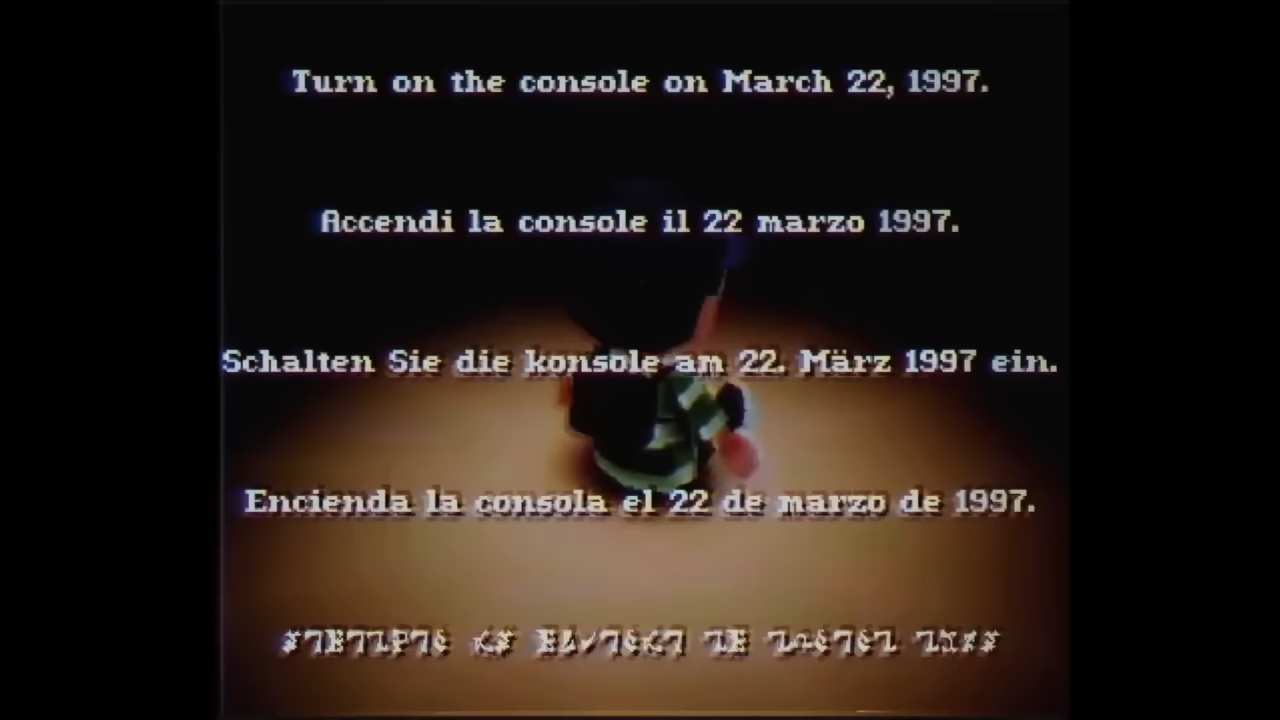 Turn on the console on March 22, 1997.
Accendi la console il 22 marzo 1997.
Schalten Sie die konsole am 22. März 1997 ein.
Encienda la consola el 22 de marzo de 1997.